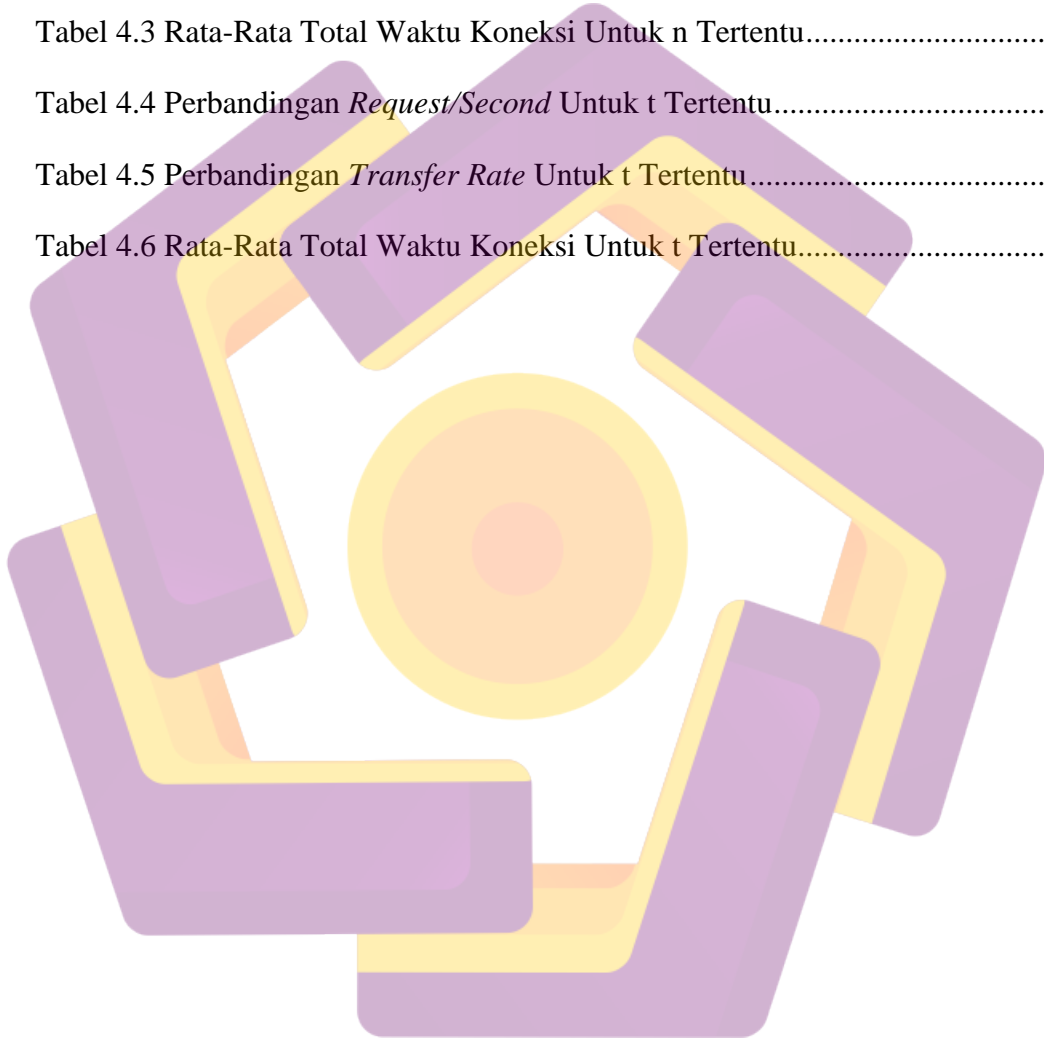 Tabel 4.3 Rata-Rata Total Waktu Koneksi Untuk n Tertentu..............................
Tabel 4.4 Perbandingan Request/Second Untuk t Tertentu..................................
Tabel 4.5 Perbandingan Transfer Rate Untuk t Tertentu.....................................
Tabel 4.6 Rata-Rata Total Waktu Koneksi Untuk t Tertentu...............................